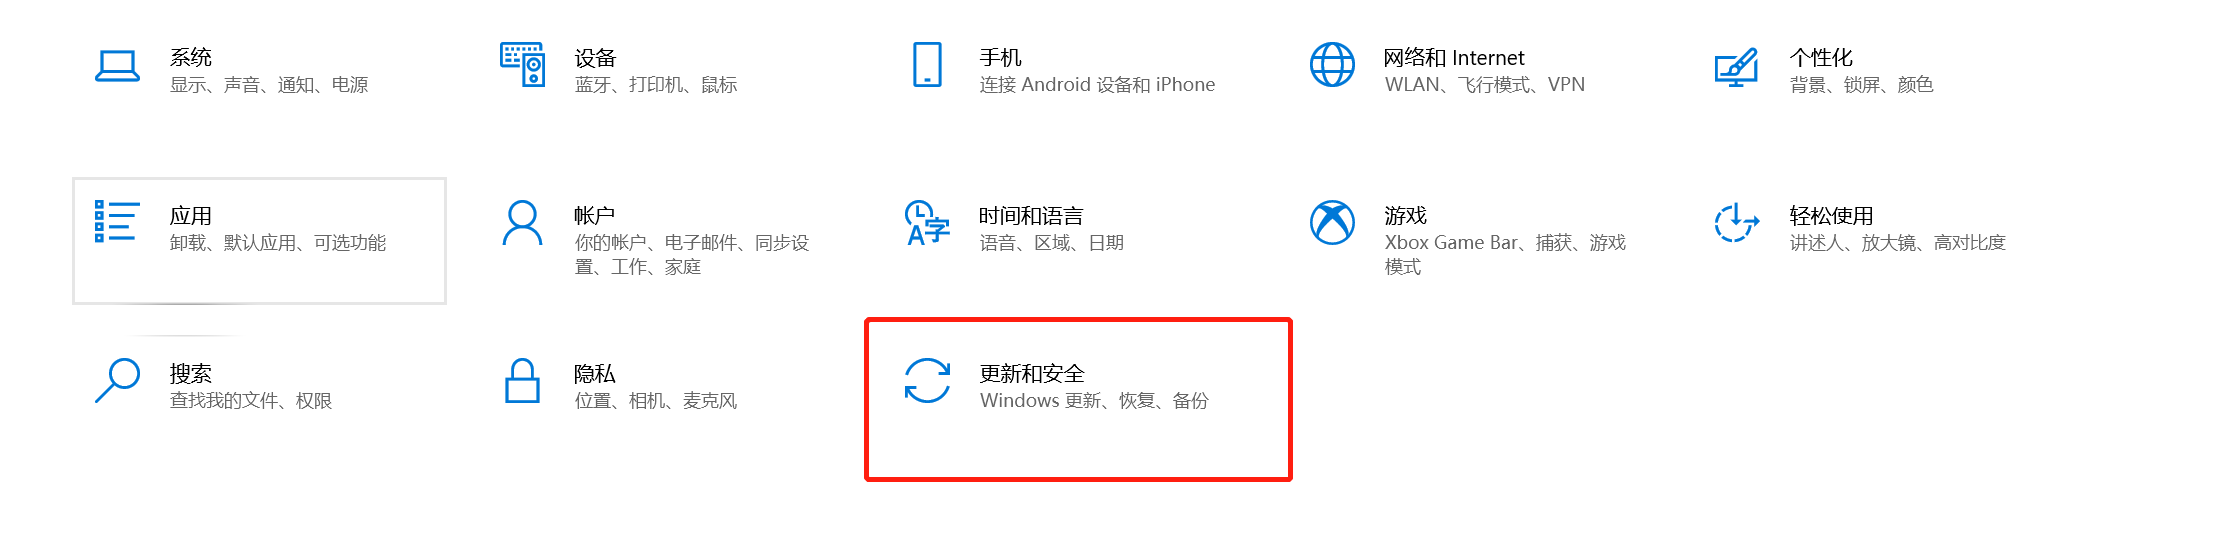 系统
显示、声音、通知、电源
设备
蓝牙、打印机、鼠标
手机
连接 Android 设备和 iPhone
网络和 Internet
WLAN、飞行模式、VPN
个性化
背景、锁屏、颜色
应用
卸载、默认应用、可选功能
帐户
你的帐户、电子邮件、同步设
置、工作、家庭
时间和语言
语音、区域、日期
游戏
Xbox Game Bar、捕获、游戏
模式
轻松使用
讲述人、放大镜、高对比度
搜索
查找我的文件、权限
隐私
位置、相机、麦克风
更新和安全
Windows 更新、恢复、备份